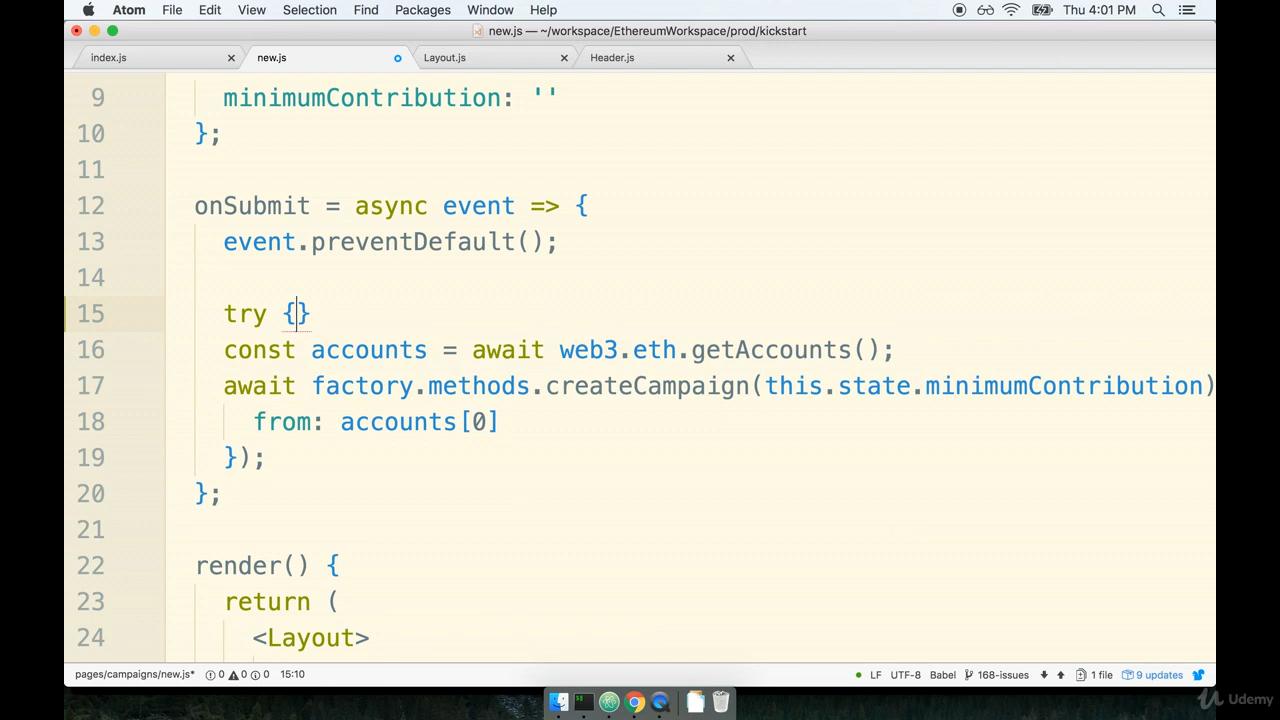 Atom File Edit View Selection Find Packages Window Help Thu 4:01 PM
new.js — ~/workspace/EthereumWorkspace/prod/kickstart
index.js new.js Layout.js Header.js
9 minimumContribution: ''
10 };
11
12 onSubmit = async event => {
13 event.preventDefault();
14
15 try {}
16 const accounts = await web3.eth.getAccounts();
17 await factory.methods.createCampaign(this.state.minimumContribution)
18 from: accounts[0]
19 });
20 };
21
22 render() {
23 return (
24 <Layout>
pages/campaigns/new.js* 0 0 0 15:10 LF UTF-8 Babel 168-issues 1 file 9 updates
Udemy